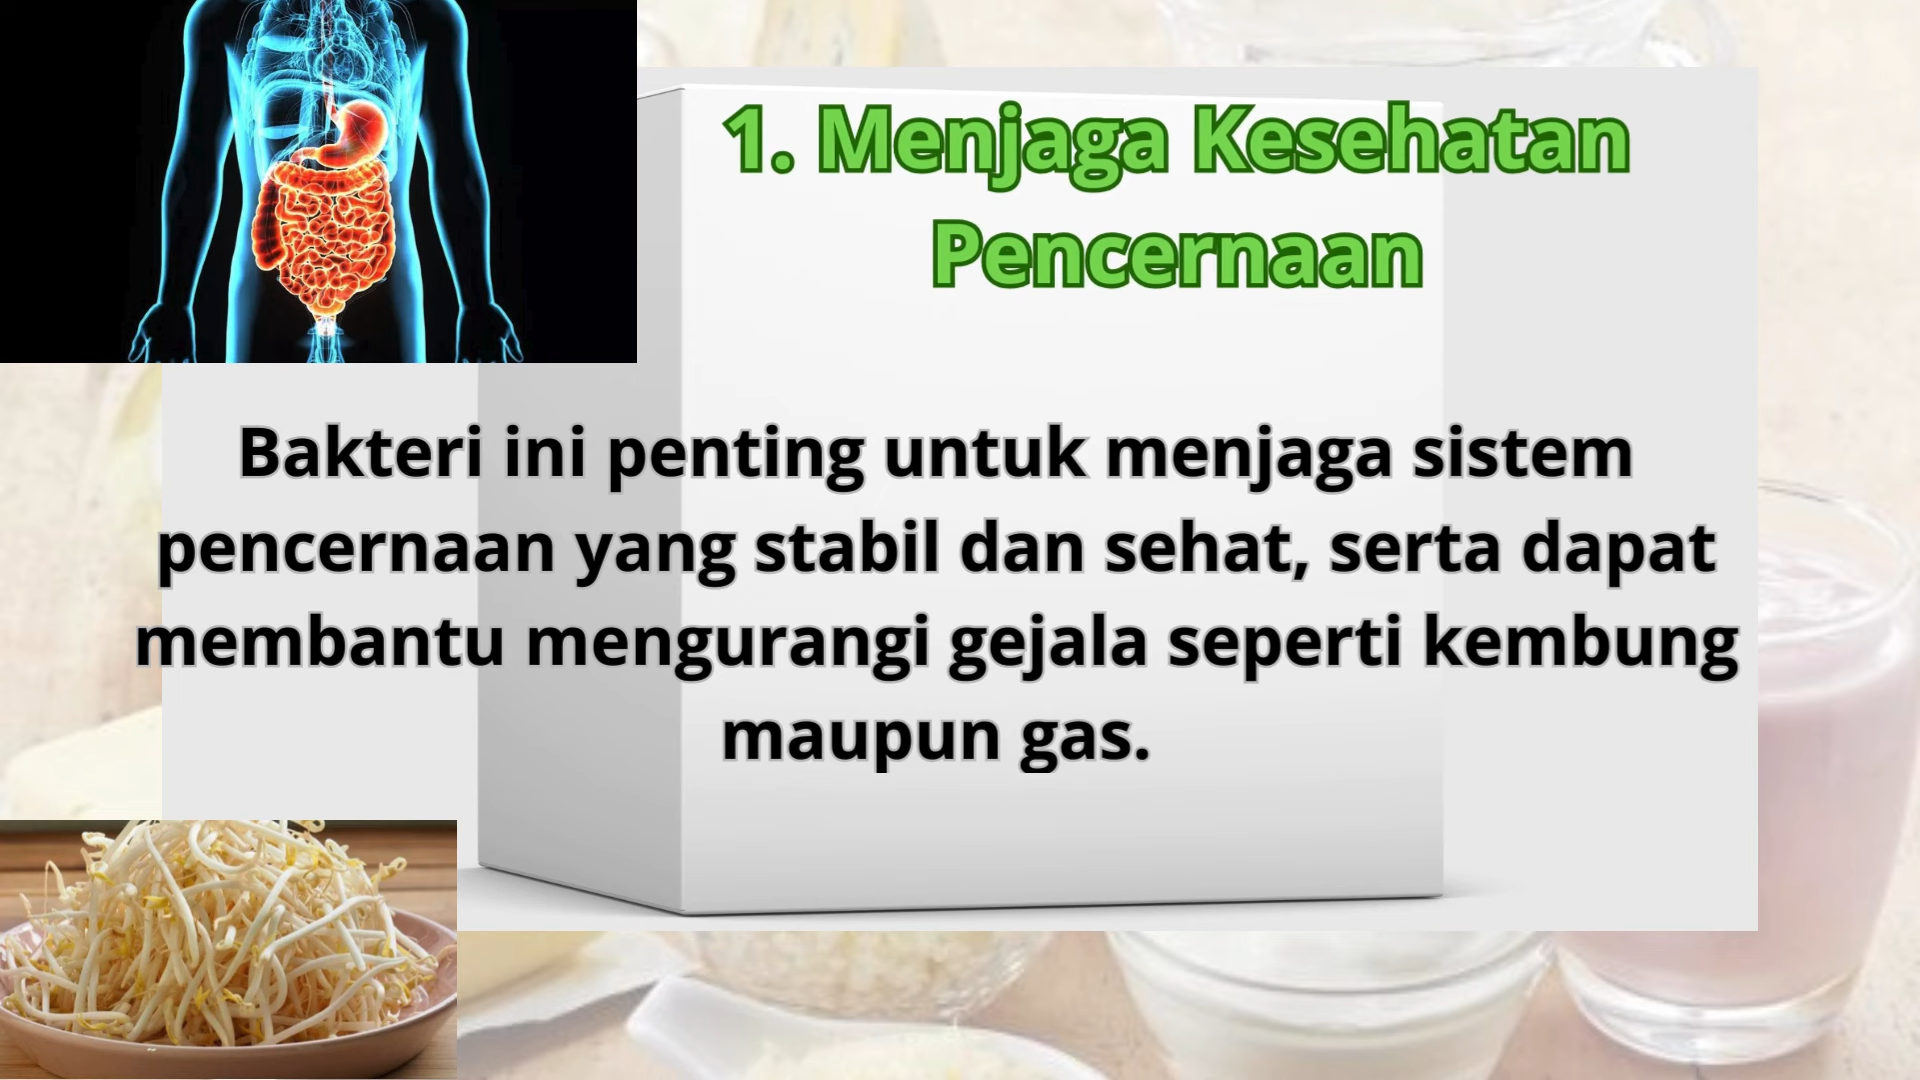 1. Menjaga Kesehatan
Pencernaan
Bakteri ini penting untuk menjaga sistem
pencernaan yang stabil dan sehat, serta dapat
membantu mengurangi gejala seperti kembung
maupun gas.